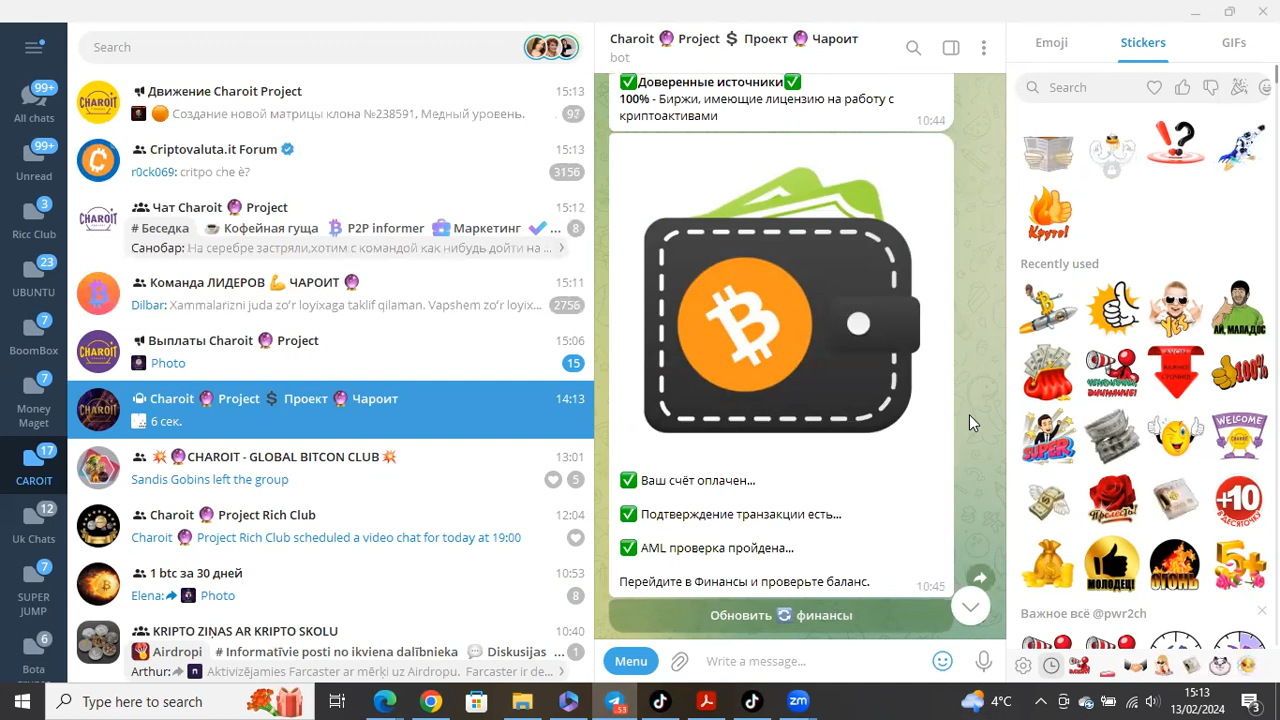 99+
All chats
99+
Unread
3
Ricc Club
23
UBUNTU
7
BoomBox
7
Money
Maget
17
CAROIT
12
Uk Chats
7
SUPER
JUMP
6
Bota
Search
Движение Charoit Project
15:13
Создание новой матрицы клона №238591, Медный уровень.
97
Criptovaluta.it Forum
15:13
r0ck069: critpo che è?
3156
Чат Charoit Project
15:12
# Беседка Кофейная гуща P2P informer Маркетинг ...
8
Санобар: На серебре застряли,хотим с командой как нибудь дойти на ...
Команда ЛИДЕРОВ ЧАРОИТ
15:11
Dilbar: Xammalarizni juda zo‘r loyixaga taklif qilaman. Vapshem zo‘r loyix...
2756
Выплаты Charoit Project
15:06
Photo
15
Charoit Project $ Проект Чароит
14:13
6 сек.
CHAROIT - GLOBAL BITCON CLUB
13:01
Sandis Gobins left the group
5
Charoit Project Rich Club
12:04
Charoit Project Rich Club scheduled a video chat for today at 19:00
1 btc за 30 дней
10:53
Elena: Photo
8
KRIPTO ZIŅAS AR KRIPTO SKOLU
10:40
Airdropi # Informatīvie posti no ikviena dalībnieka Diskusijas ...
1
Arthur: Aktivizējamies Farcaster ar mērķi uz Airdropu. Farcaster ir de...
Charoit Project $ Проект Чароит
bot
Доверенные источники
100% - Биржи, имеющие лицензию на работу с
криптоактивами
10:44
Ваш счёт оплачен...
Подтверждение транзакции есть...
AML проверка пройдена...
Перейдите в Финансы и проверьте баланс.
10:45
Обновить финансы
Menu
Write a message...
Emoji
Stickers
GIFs
Search
Круто!
Recently used
YES
АЙ, МАЛАДОС
100%
SUPER
WELCOME
Прелесть!
+10
В ДЕСЯТОЧКУ
МОЛОДЕЦ!
ОГОНЬ
5+
Важное всё @pwr2ch
Type here to search
53
4°C
15:13
13/02/2024
3